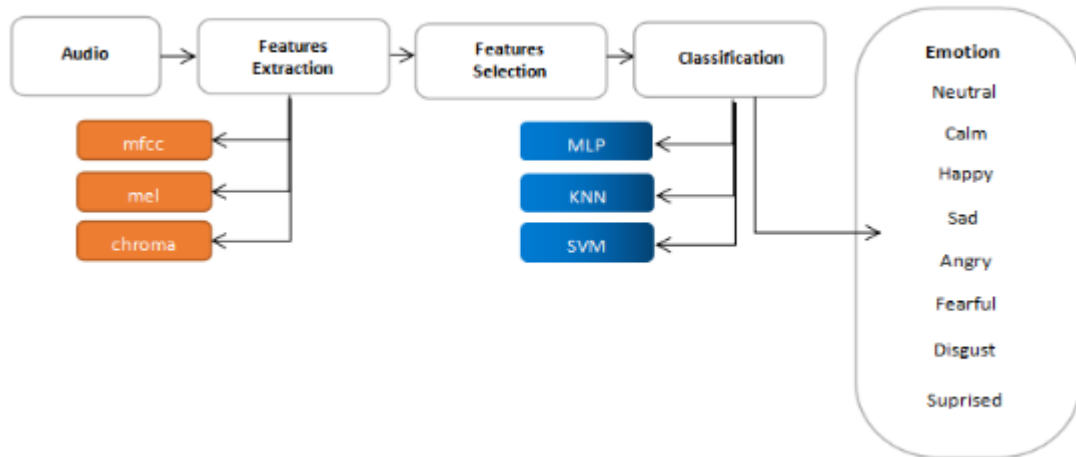 Audio
Features
Extraction
Features
Selection
Classification
mfcc
mel
chroma
MLP
KNN
SVM
Emotion
Neutral
Calm
Happy
Sad
Angry
Fearful
Disgust
Suprised